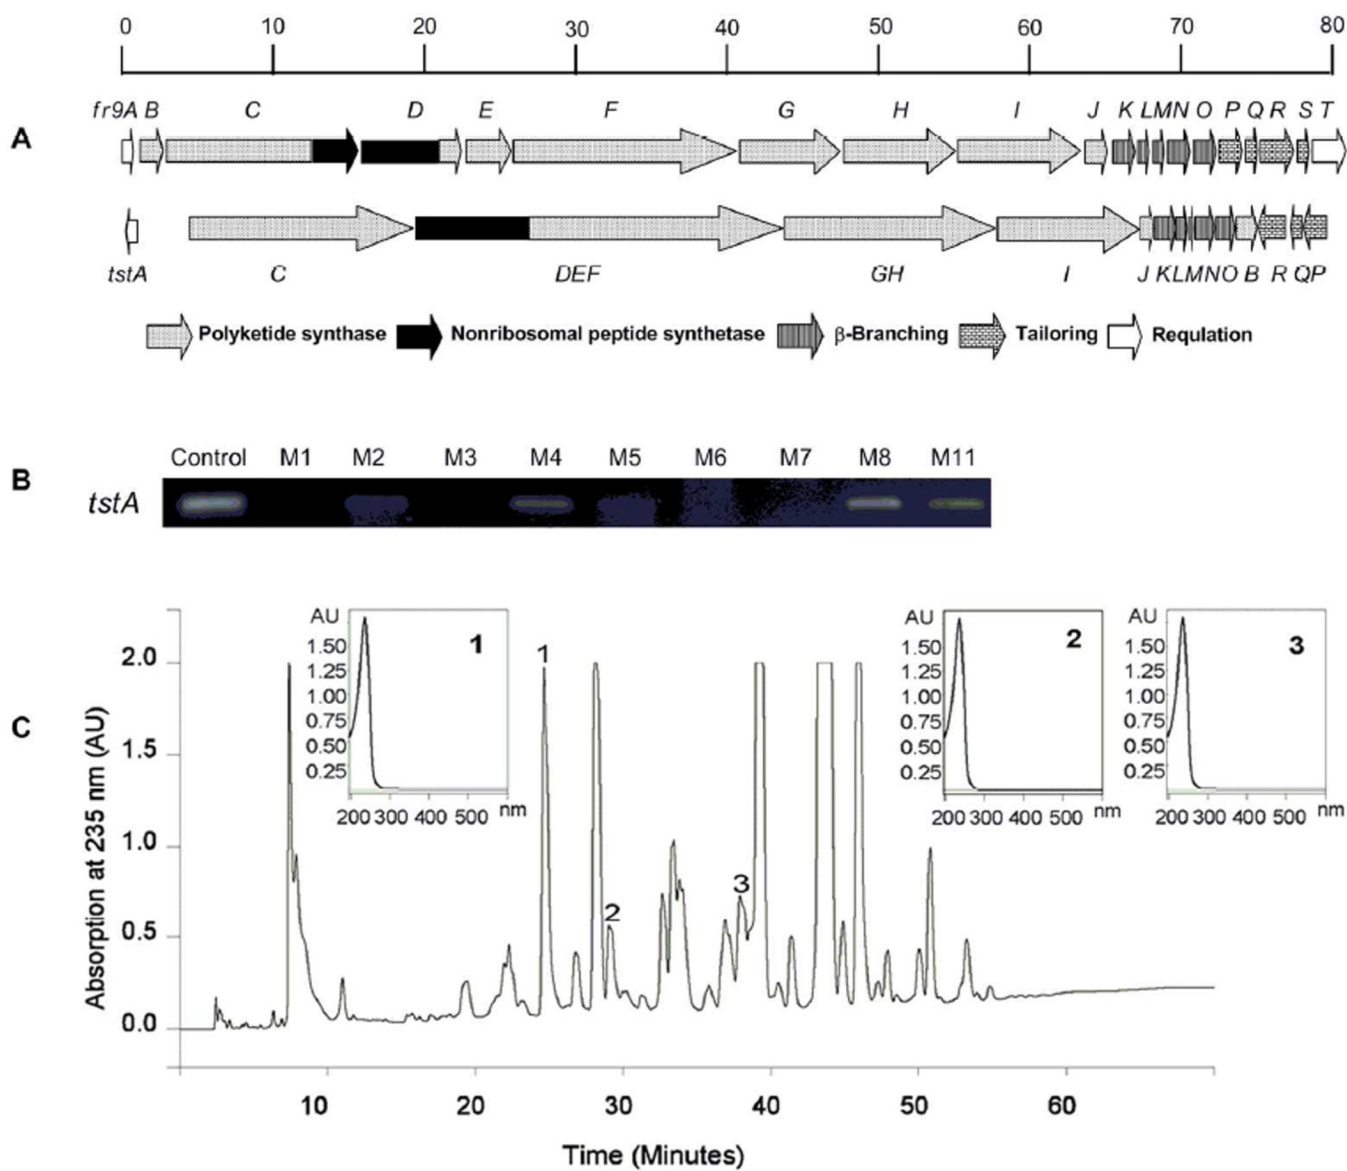 0 10 20 30 40 50 60 70 80
fr9A B C D E F G H I J K L M N O P Q R S T
A
tstA C DEF GH I J K L M N O B R Q P
Polyketide synthase Nonribosomal peptide synthetase β-Branching Tailoring Requlation
Control M1 M2 M3 M4 M5 M6 M7 M8 M11
B tstA
C
AU 1
1.50
1.25
1.00
0.75
0.50
0.25
200 300 400 500 nm
AU 2
1.50
1.25
1.00
0.75
0.50
0.25
200 300 400 500 nm
AU 3
1.50
1.25
1.00
0.75
0.50
0.25
200 300 400 500 nm
Absorption at 235 nm (AU)
2.0
1.5
1.0
0.5
0.0
1
2
3
10 20 30 40 50 60
Time (Minutes)